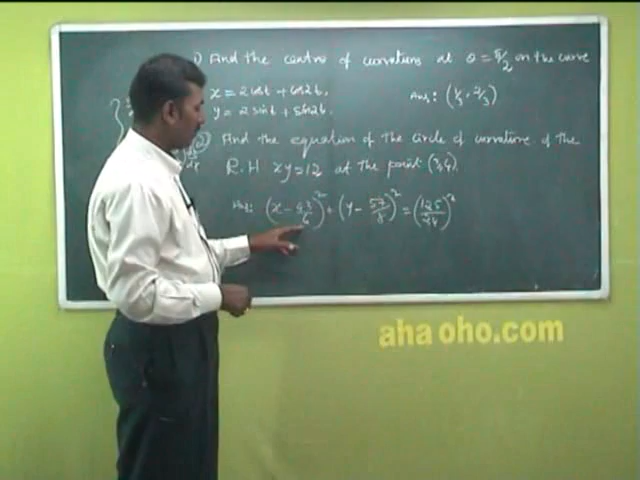 1) Find the centre of curvature at θ = π/2 on the curve
x = 2cost + cos2t,
y = 2sint + sin2t.
Ans: (1/3, 2/3)
2) Find the equation of the circle of curvature of the
R.H xy=12 at the point (3,4).
Ans: (x - 43/6)² + (y - 57/8)² = (125/24)²
ahaoho.com